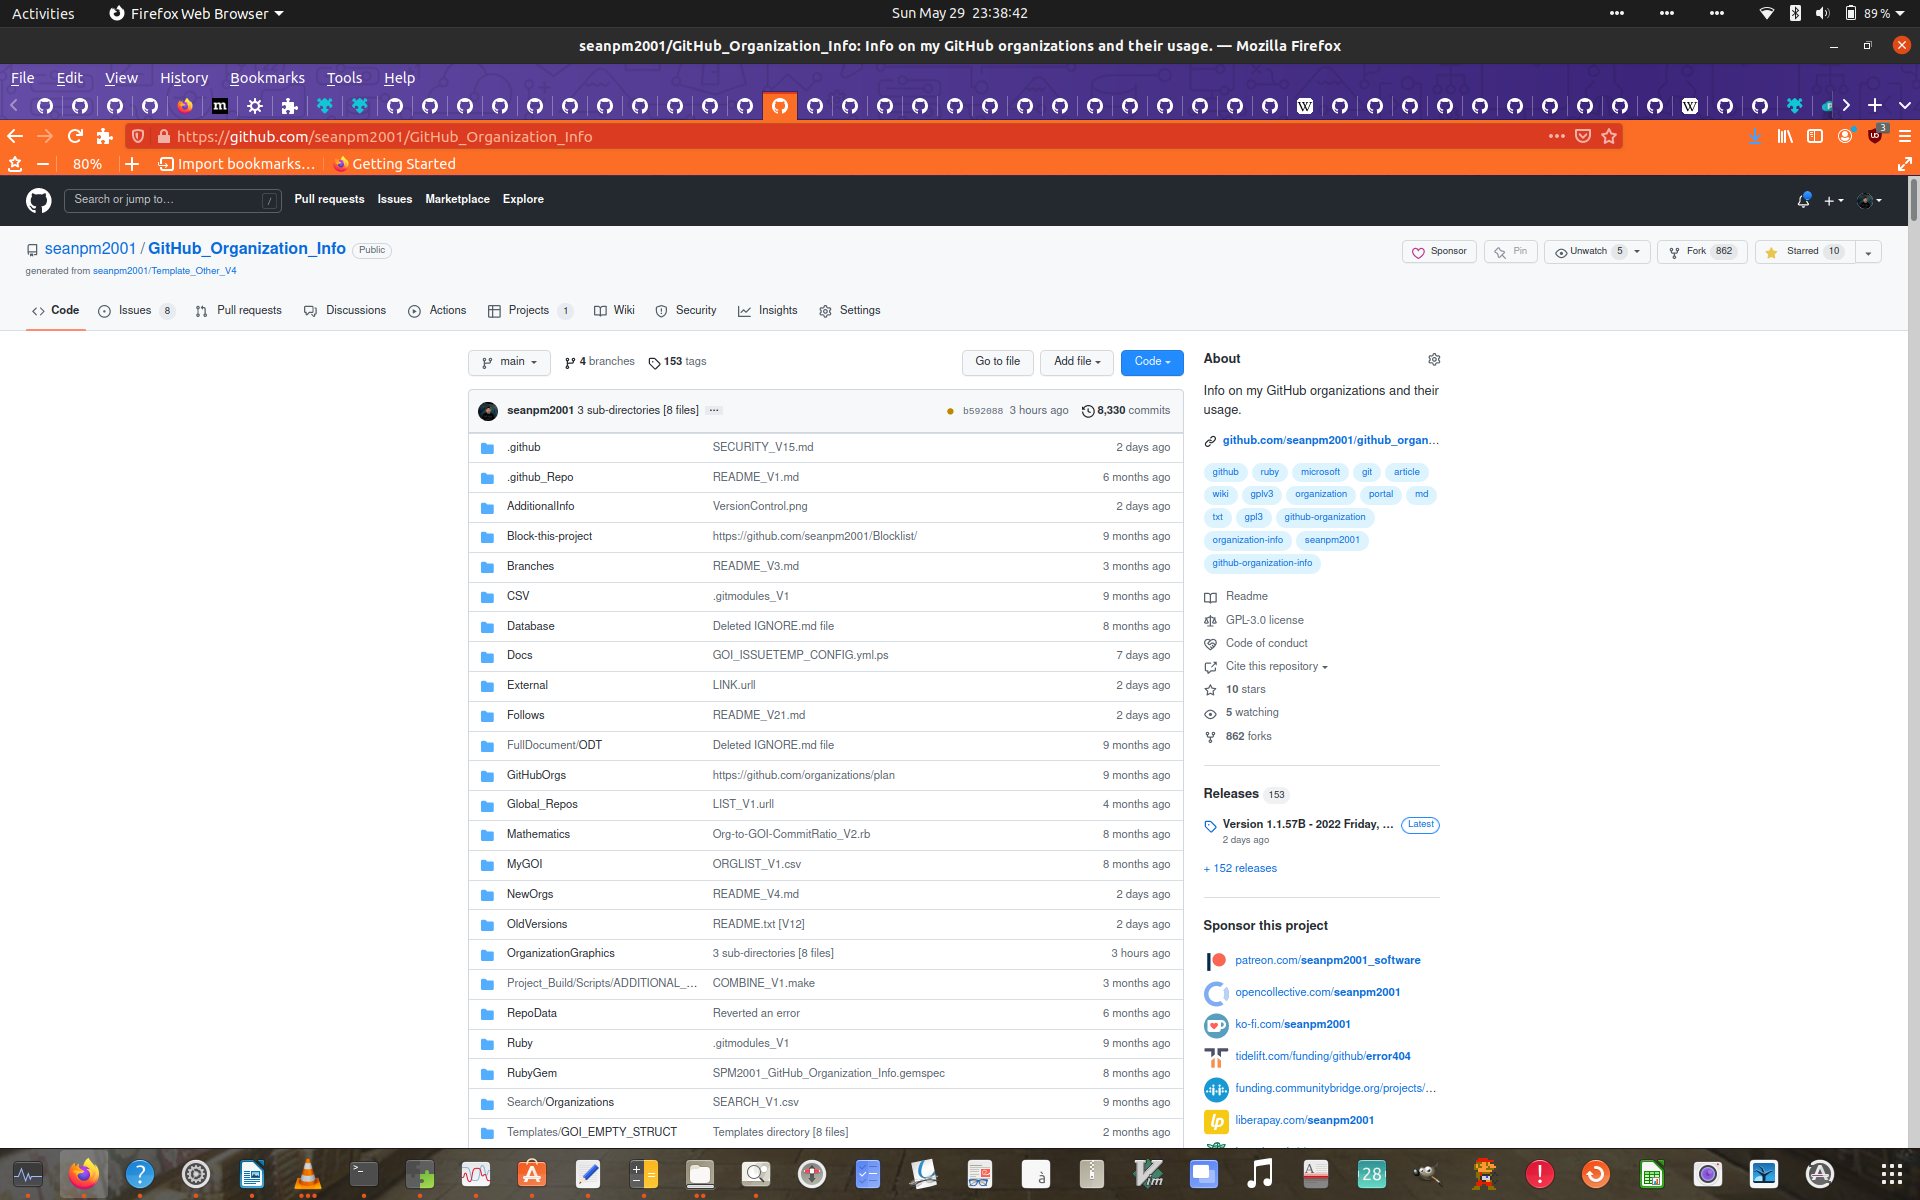 Activities
Firefox Web Browser
Sun May 29 23:38:42
89 %
seanpm2001/GitHub_Organization_Info: Info on my GitHub organizations and their usage. — Mozilla Firefox
File Edit View History Bookmarks Tools Help
https://github.com/seanpm2001/GitHub_Organization_Info
3
80%
Import bookmarks…
Getting Started
Search or jump to…
/
Pull requests
Issues
Marketplace
Explore
seanpm2001 / GitHub_Organization_Info
Public
Sponsor
Pin
Unwatch 5
Fork 862
Starred 10
generated from seanpm2001/Template_Other_V4
Code
Issues 8
Pull requests
Discussions
Actions
Projects 1
Wiki
Security
Insights
Settings
main
4 branches
153 tags
Go to file
Add file
Code
seanpm2001 3 sub-directories [8 files] ...
b592088 3 hours ago
8,330 commits
.github SECURITY_V15.md 2 days ago
.github_Repo README_V1.md 6 months ago
AdditionalInfo VersionControl.png 2 days ago
Block-this-project https://github.com/seanpm2001/Blocklist/ 9 months ago
Branches README_V3.md 3 months ago
CSV .gitmodules_V1 9 months ago
Database Deleted IGNORE.md file 8 months ago
Docs GOI_ISSUETEMP_CONFIG.yml.ps 7 days ago
External LINK.urll 2 days ago
Follows README_V21.md 2 days ago
FullDocument/ODT Deleted IGNORE.md file 9 months ago
GitHubOrgs https://github.com/organizations/plan 9 months ago
Global_Repos LIST_V1.urll 4 months ago
Mathematics Org-to-GOI-CommitRatio_V2.rb 8 months ago
MyGOI ORGLIST_V1.csv 8 months ago
NewOrgs README_V4.md 2 days ago
OldVersions README.txt [V12] 2 days ago
OrganizationGraphics 3 sub-directories [8 files] 3 hours ago
Project_Build/Scripts/ADDITIONAL_... COMBINE_V1.make 3 months ago
RepoData Reverted an error 6 months ago
Ruby .gitmodules_V1 9 months ago
RubyGem SPM2001_GitHub_Organization_Info.gemspec 8 months ago
Search/Organizations SEARCH_V1.csv 9 months ago
Templates/GOI_EMPTY_STRUCT Templates directory [8 files] 2 months ago
About
Info on my GitHub organizations and their
usage.
github.com/seanpm2001/github_organ...
github ruby microsoft git article
wiki gplv3 organization portal md
txt gpl3 github-organization
organization-info seanpm2001
github-organization-info
Readme
GPL-3.0 license
Code of conduct
Cite this repository
10 stars
5 watching
862 forks
Releases 153
Version 1.1.57B - 2022 Friday, ... Latest
2 days ago
+ 152 releases
Sponsor this project
patreon.com/seanpm2001_software
opencollective.com/seanpm2001
ko-fi.com/seanpm2001
tidelift.com/funding/github/error404
funding.communitybridge.org/projects/...
liberapay.com/seanpm2001
28